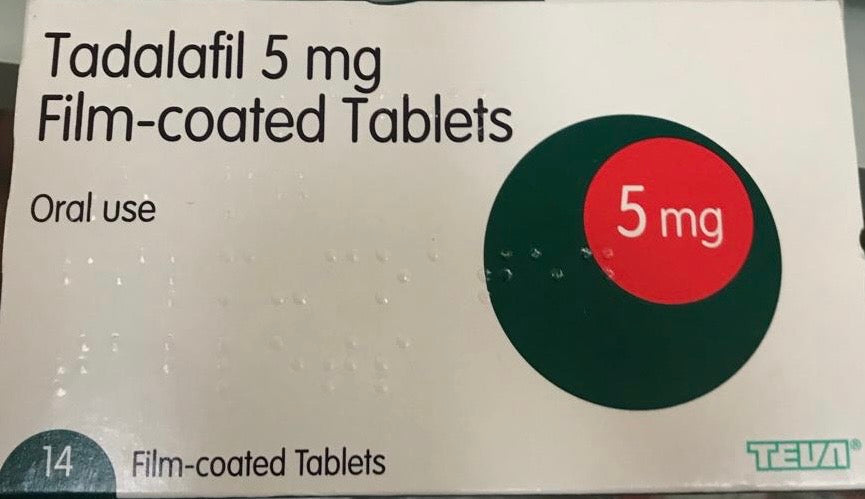 Tadalafil 5 mg
Film-coated Tablets
Oral use
5 mg
14 Film-coated Tablets
TEVA®